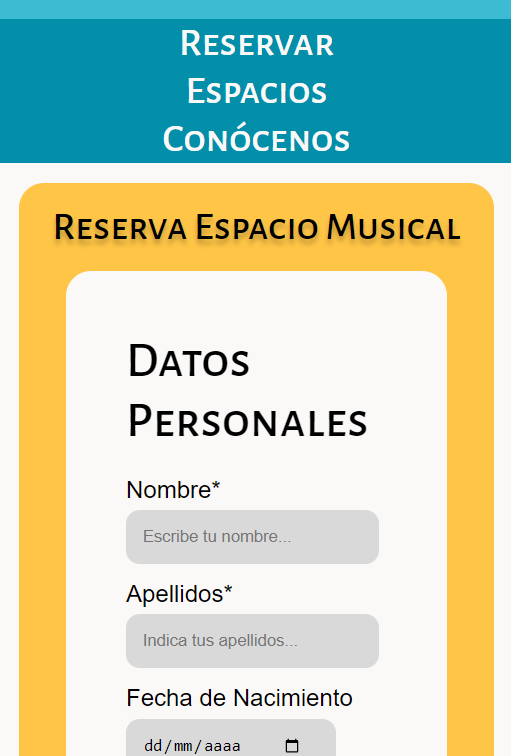 Reservar
Espacios
Conócenos
Reserva Espacio Musical
Datos
Personales
Nombre*
Escribe tu nombre...
Apellidos*
Indica tus apellidos...
Fecha de Nacimiento
dd/mm/aaaa